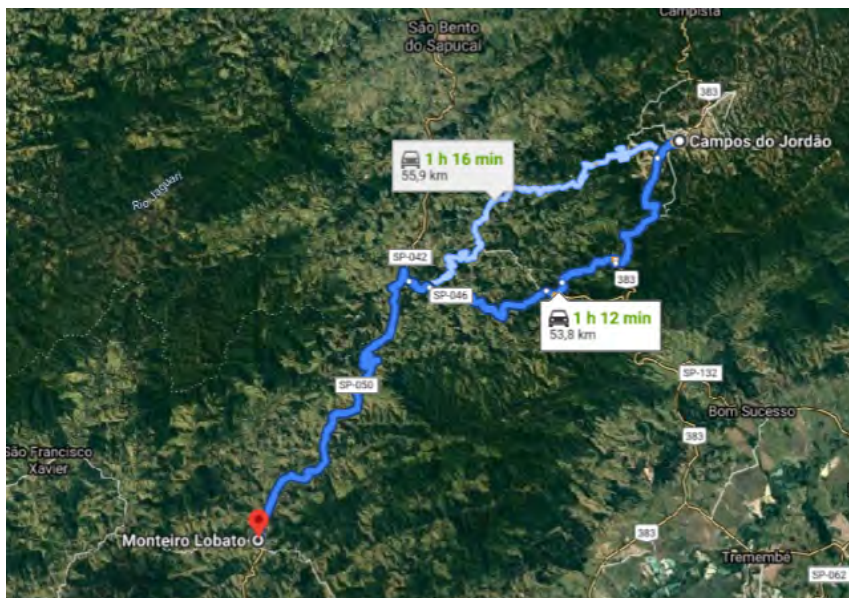 Campista
São Bento
do Sapucaí
383
Campos do Jordão
1 h 16 min
55,9 km
Rio Jaguari
SP-042
SP-046
383
1 h 12 min
53,8 km
SP-132
SP-050
Bom Sucesso
383
São Francisco
Xavier
Monteiro Lobato
383
Tremembé
SP-062